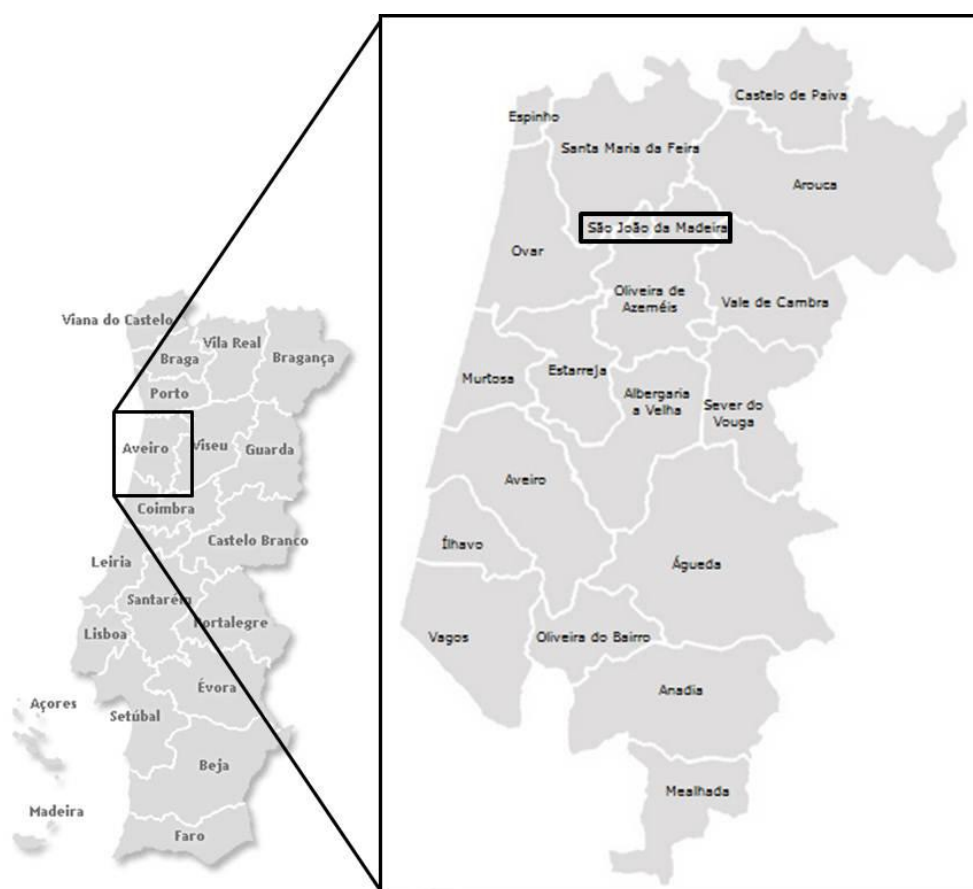 Viana do Castelo
Vila Real
Bragança
Braga
Porto
Aveiro
Viseu
Guarda
Coimbra
Castelo Branco
Leiria
Santarém
Portalegre
Lisboa
Évora
Setúbal
Açores
Beja
Madeira
Faro
Castelo de Paiva
Espinho
Santa Maria da Feira
Arouca
São João da Madeira
Ovar
Oliveira de
Azeméis
Vale de Cambra
Murtosa
Estarreja
Albergaria
a Velha
Sever do
Vouga
Aveiro
Ílhavo
Águeda
Vagos
Oliveira do Bairro
Anadia
Mealhada